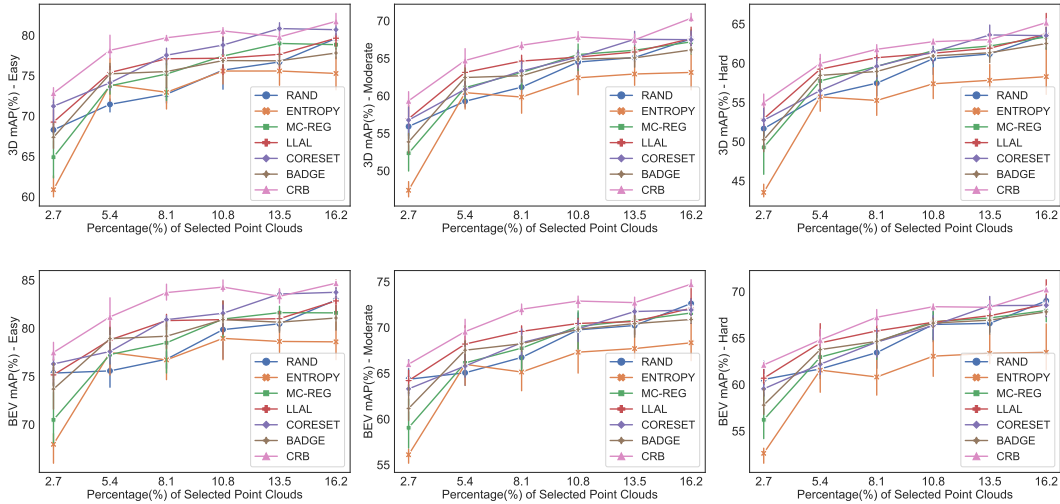 3D mAP(%) - Easy
80
75
70
65
60
RAND
ENTROPY
MC-REG
LLAL
CORESET
BADGE
CRB
2.7 5.4 8.1 10.8 13.5 16.2
Percentage(%) of Selected Point Clouds
3D mAP(%) - Moderate
70
65
60
55
50
RAND
ENTROPY
MC-REG
LLAL
CORESET
BADGE
CRB
2.7 5.4 8.1 10.8 13.5 16.2
Percentage(%) of Selected Point Clouds
3D mAP(%) - Hard
65
60
55
50
45
RAND
ENTROPY
MC-REG
LLAL
CORESET
BADGE
CRB
2.7 5.4 8.1 10.8 13.5 16.2
Percentage(%) of Selected Point Clouds
BEV mAP(%) - Easy
85
80
75
70
RAND
ENTROPY
MC-REG
LLAL
CORESET
BADGE
CRB
2.7 5.4 8.1 10.8 13.5 16.2
Percentage(%) of Selected Point Clouds
BEV mAP(%) - Moderate
75
70
65
60
55
RAND
ENTROPY
MC-REG
LLAL
CORESET
BADGE
CRB
2.7 5.4 8.1 10.8 13.5 16.2
Percentage(%) of Selected Point Clouds
BEV mAP(%) - Hard
70
65
60
55
RAND
ENTROPY
MC-REG
LLAL
CORESET
BADGE
CRB
2.7 5.4 8.1 10.8 13.5 16.2
Percentage(%) of Selected Point Clouds